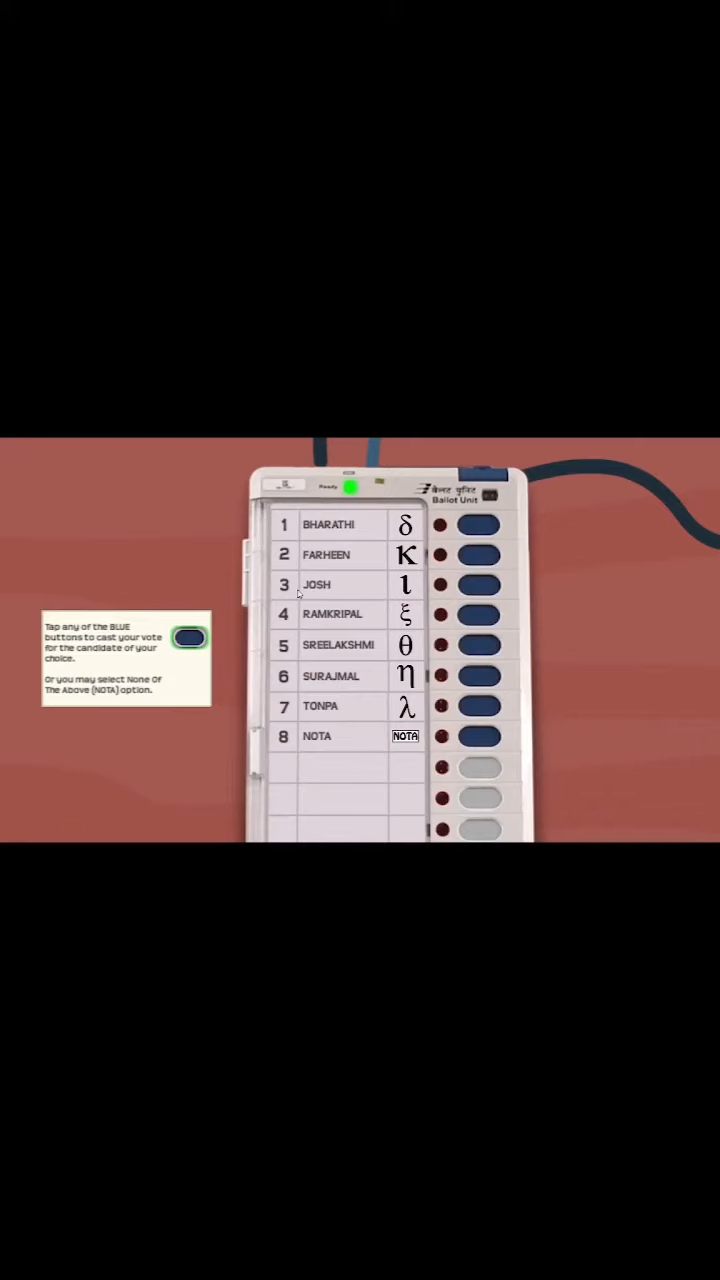 Ready
बैलट युनिट
Ballot Unit
1 BHARATHI δ
2 FARHEEN κ
3 JOSH ι
4 RAMKRIPAL ξ
5 SREELAKSHMI θ
6 SURAJMAL η
7 TONPA λ
8 NOTA NOTA
Tap any of the BLUE
buttons to cast your vote
for the candidate of your
choice.
Or you may select None Of
The Above (NOTA) option.